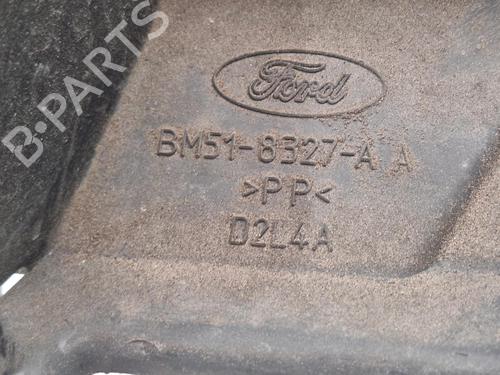 B-PARTS
Ford
BM51-8327-A A
>PP<
D2L4A